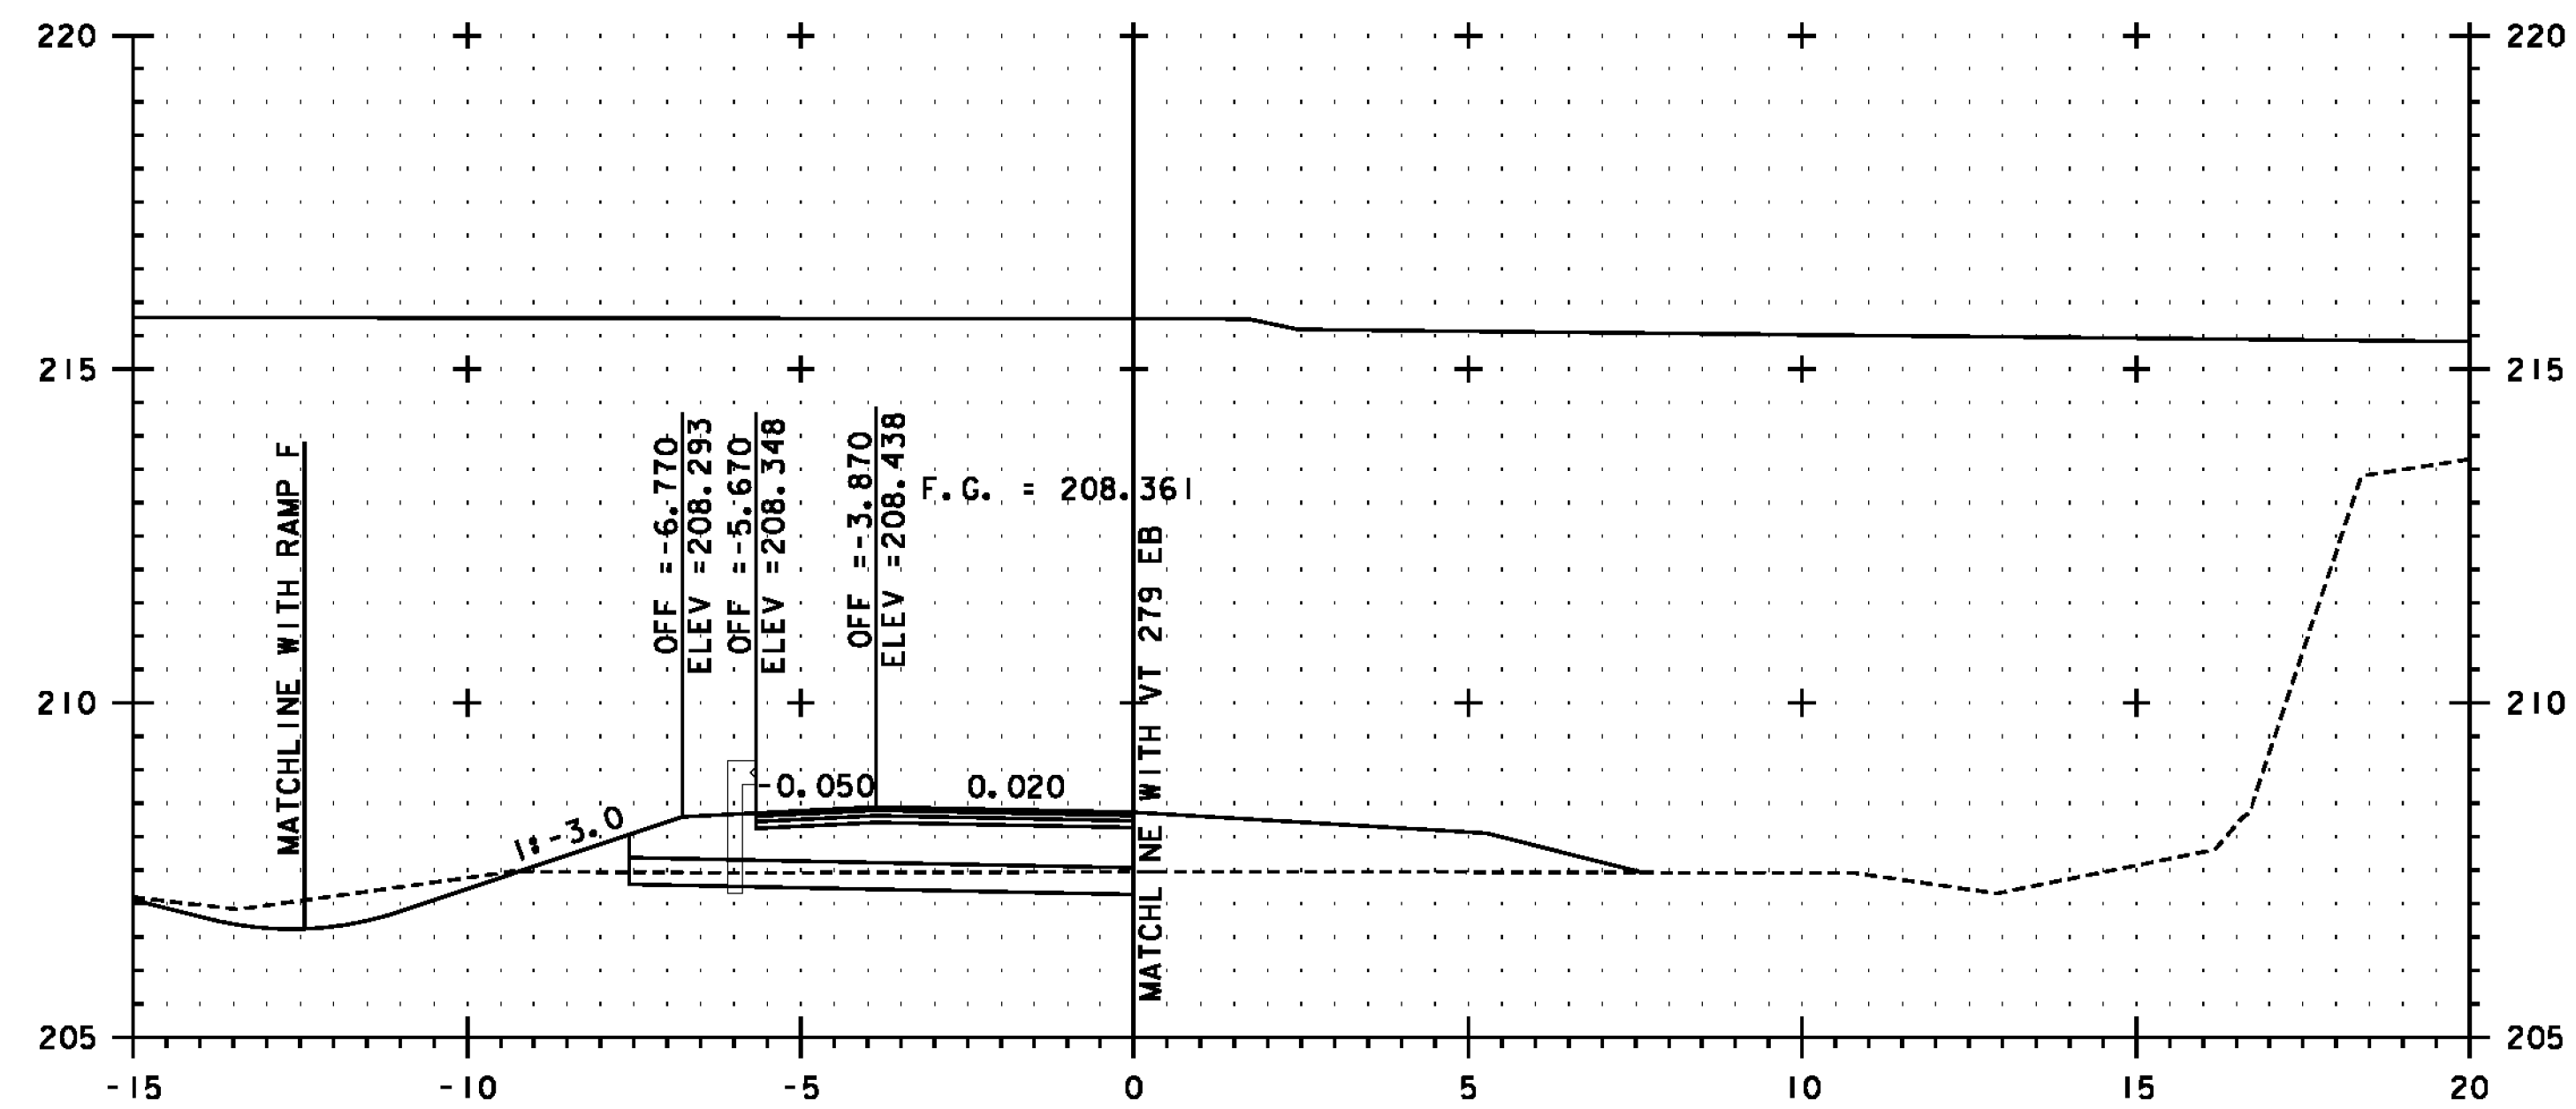 220
220
215
215
210
210
205
205
MATCHLINE WITH RAMP F
OFF =-6.770
ELEV =208.293
OFF =-5.670
ELEV =208.348
OFF =-3.870
ELEV =208.438
F.G. = 208.361
MATCHL NE WITH VT 279 EB
1:-3.0
-0.050
0.020
-15
-10
-5
0
5
10
15
20